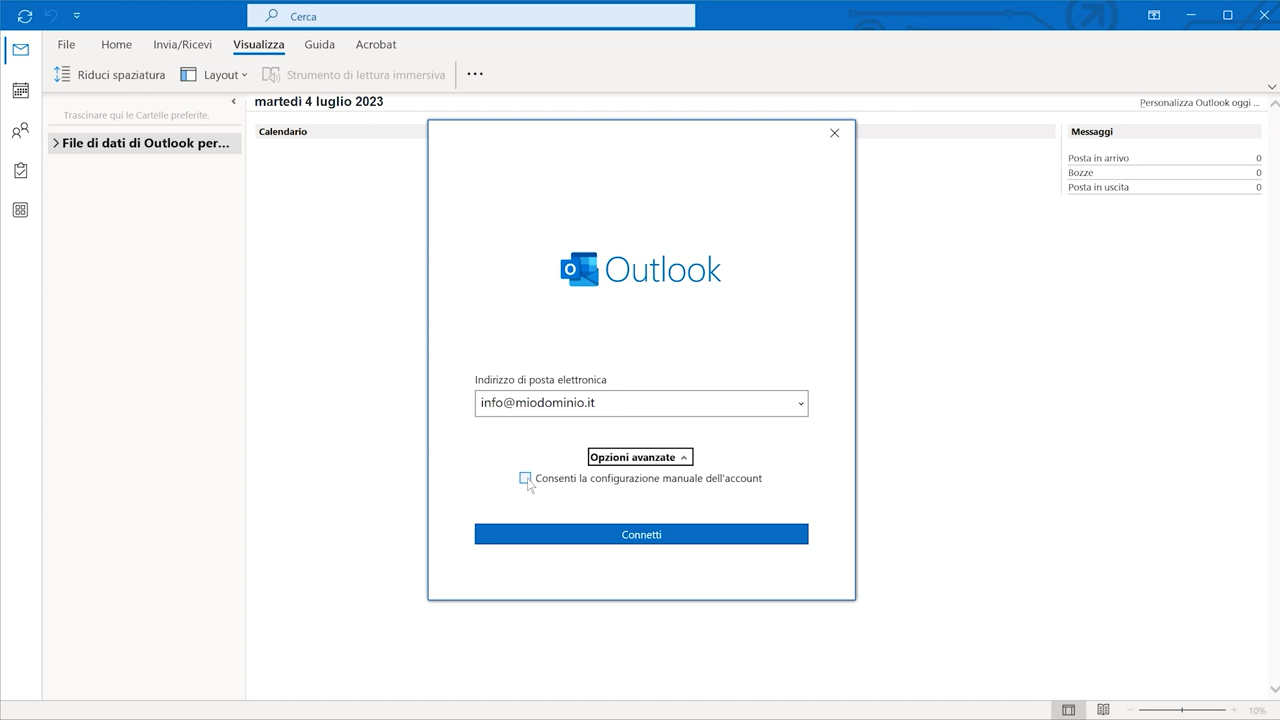 Cerca
File Home Invia/Ricevi Visualizza Guida Acrobat
Riduci spaziatura Layout Strumento di lettura immersiva ...
Trascinare qui le Cartelle preferite.
File di dati di Outlook per...
martedì 4 luglio 2023
Personalizza Outlook oggi ...
Calendario
Messaggi
Posta in arrivo 0
Bozze 0
Posta in uscita 0
Outlook
Indirizzo di posta elettronica
info@miodominio.it
Opzioni avanzate
Consenti la configurazione manuale dell'account
Connetti
10%